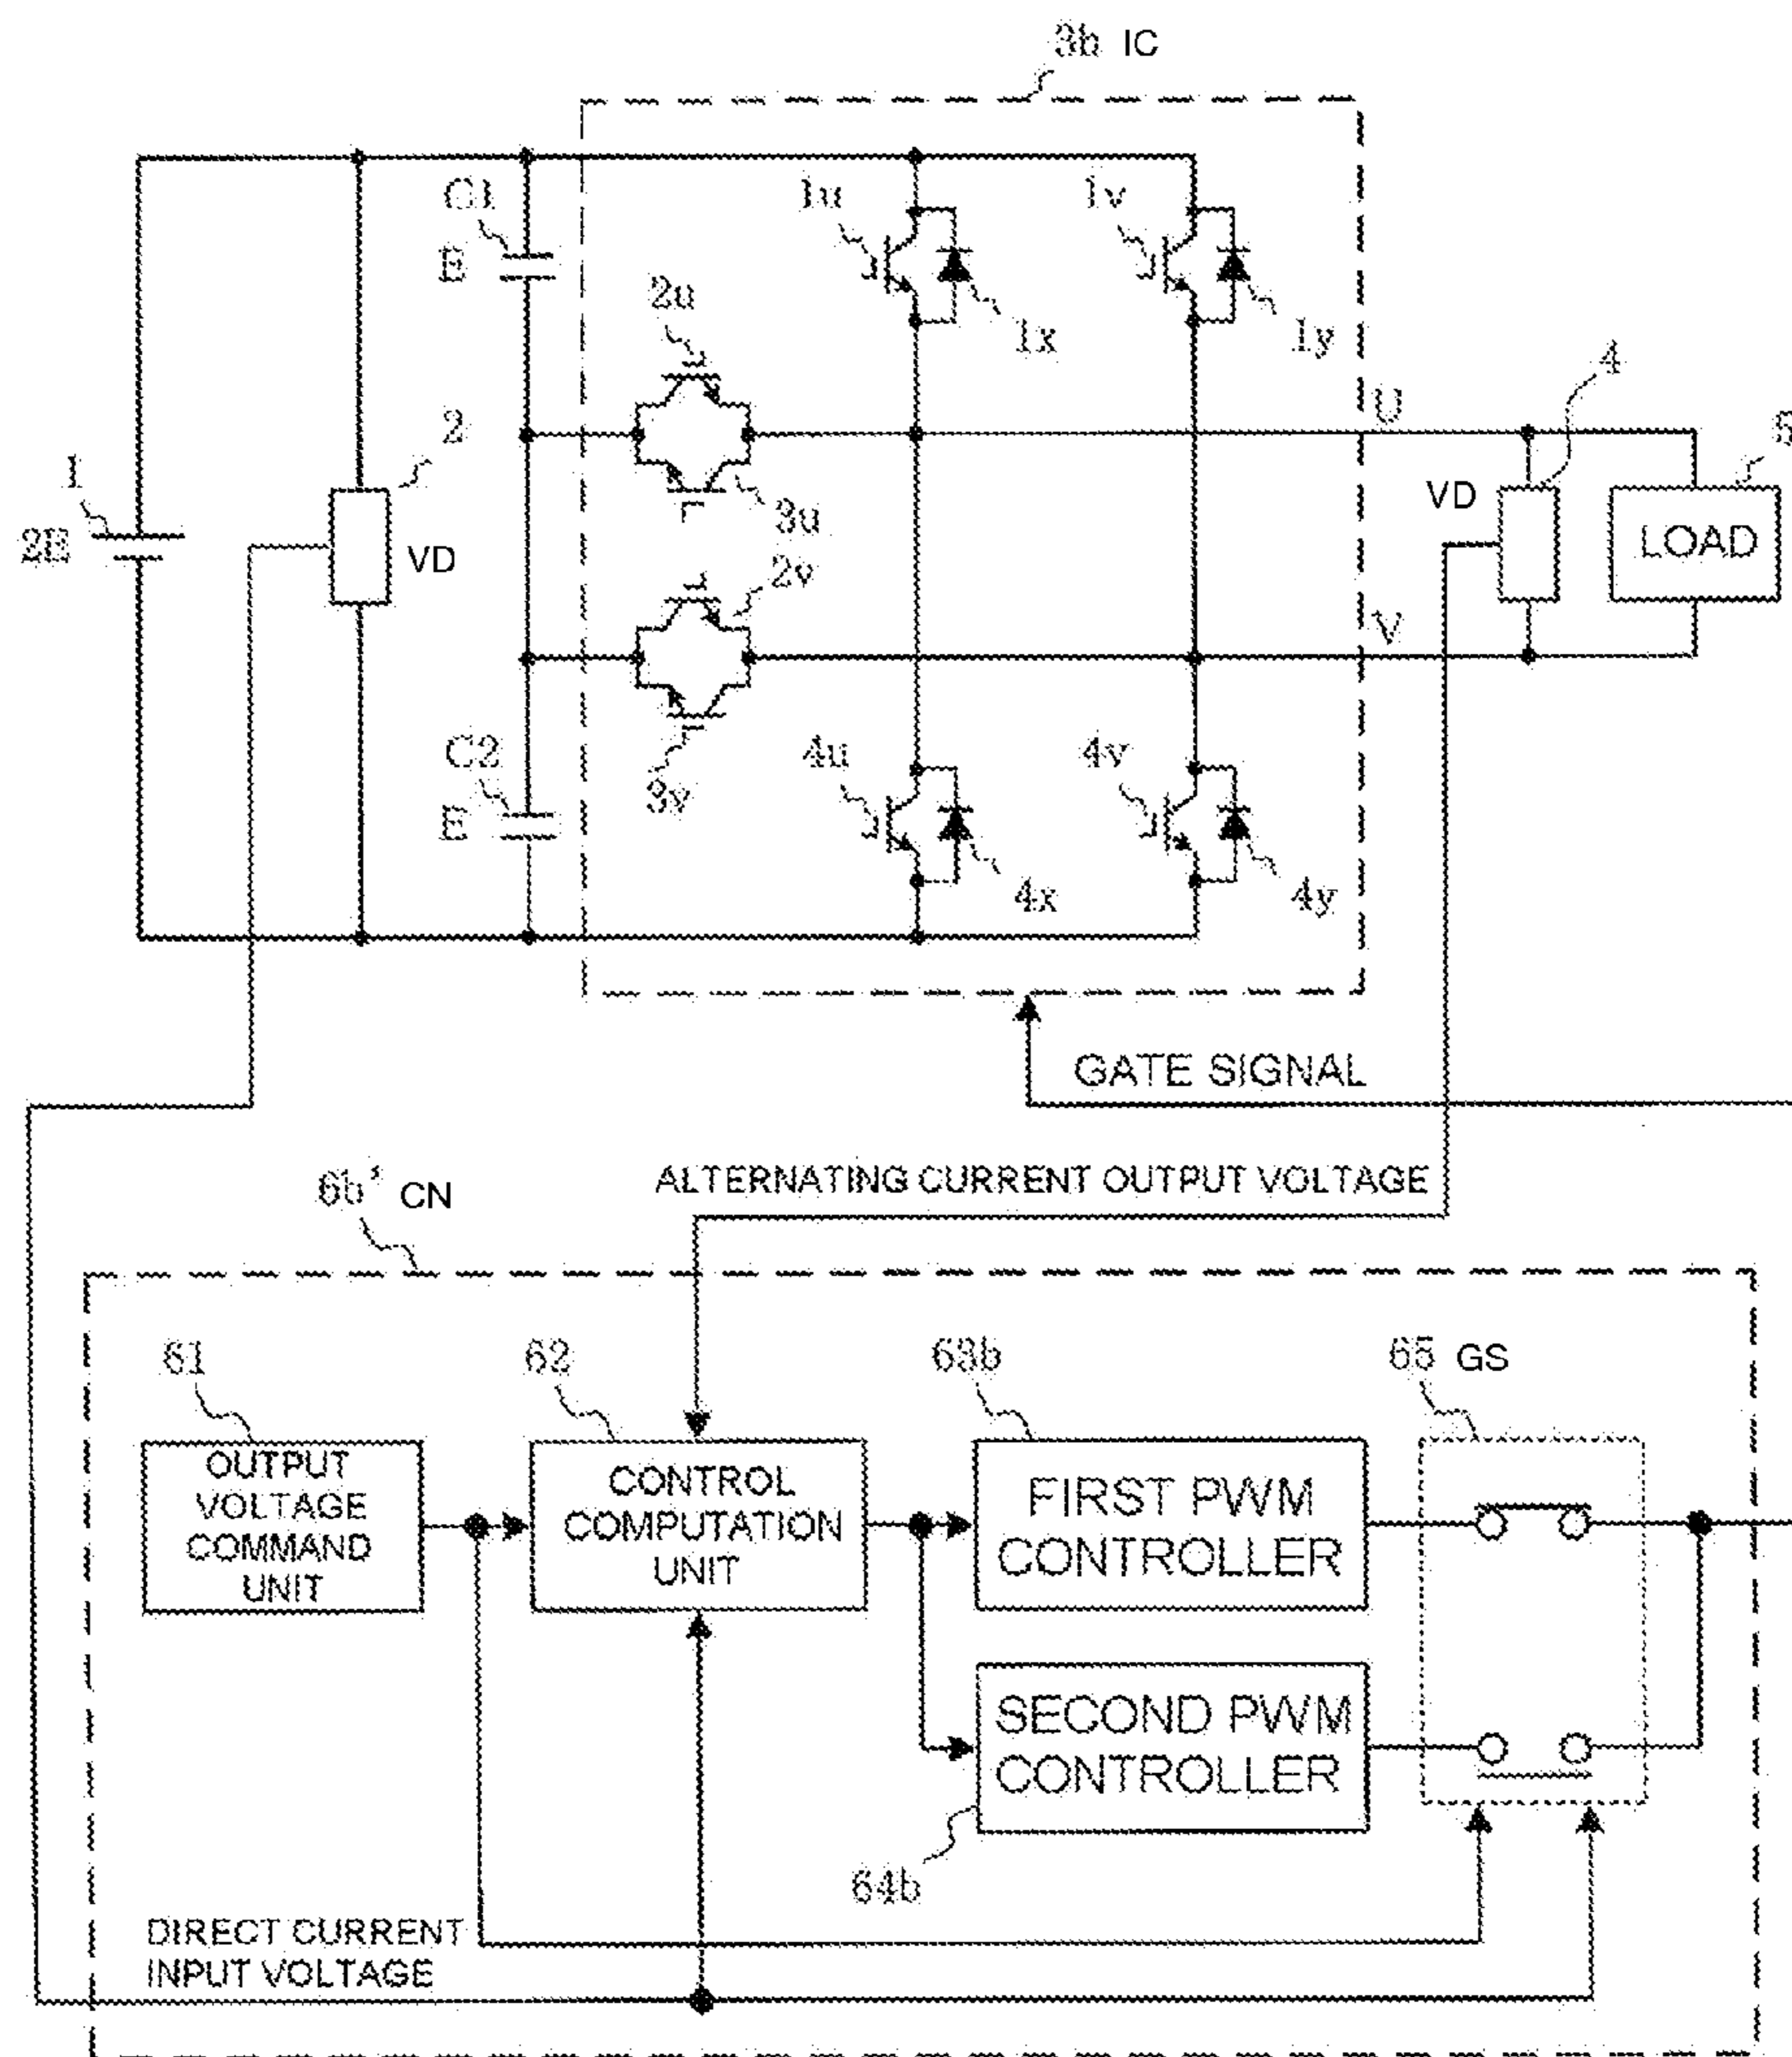 3b IC
C1
E
1u
1v
1x
1y
2u
2
4
U
5
1
2E
VD
3u
VD
LOAD
2v
V
C2
E
3v
4u
4v
4x
4y
GATE SIGNAL
6b' CN
ALTERNATING CURRENT OUTPUT VOLTAGE
61
62
63b
65 GS
OUTPUT
VOLTAGE
COMMAND
UNIT
CONTROL
COMPUTATION
UNIT
FIRST PWM
CONTROLLER
SECOND PWM
CONTROLLER
64b
DIRECT CURRENT
INPUT VOLTAGE